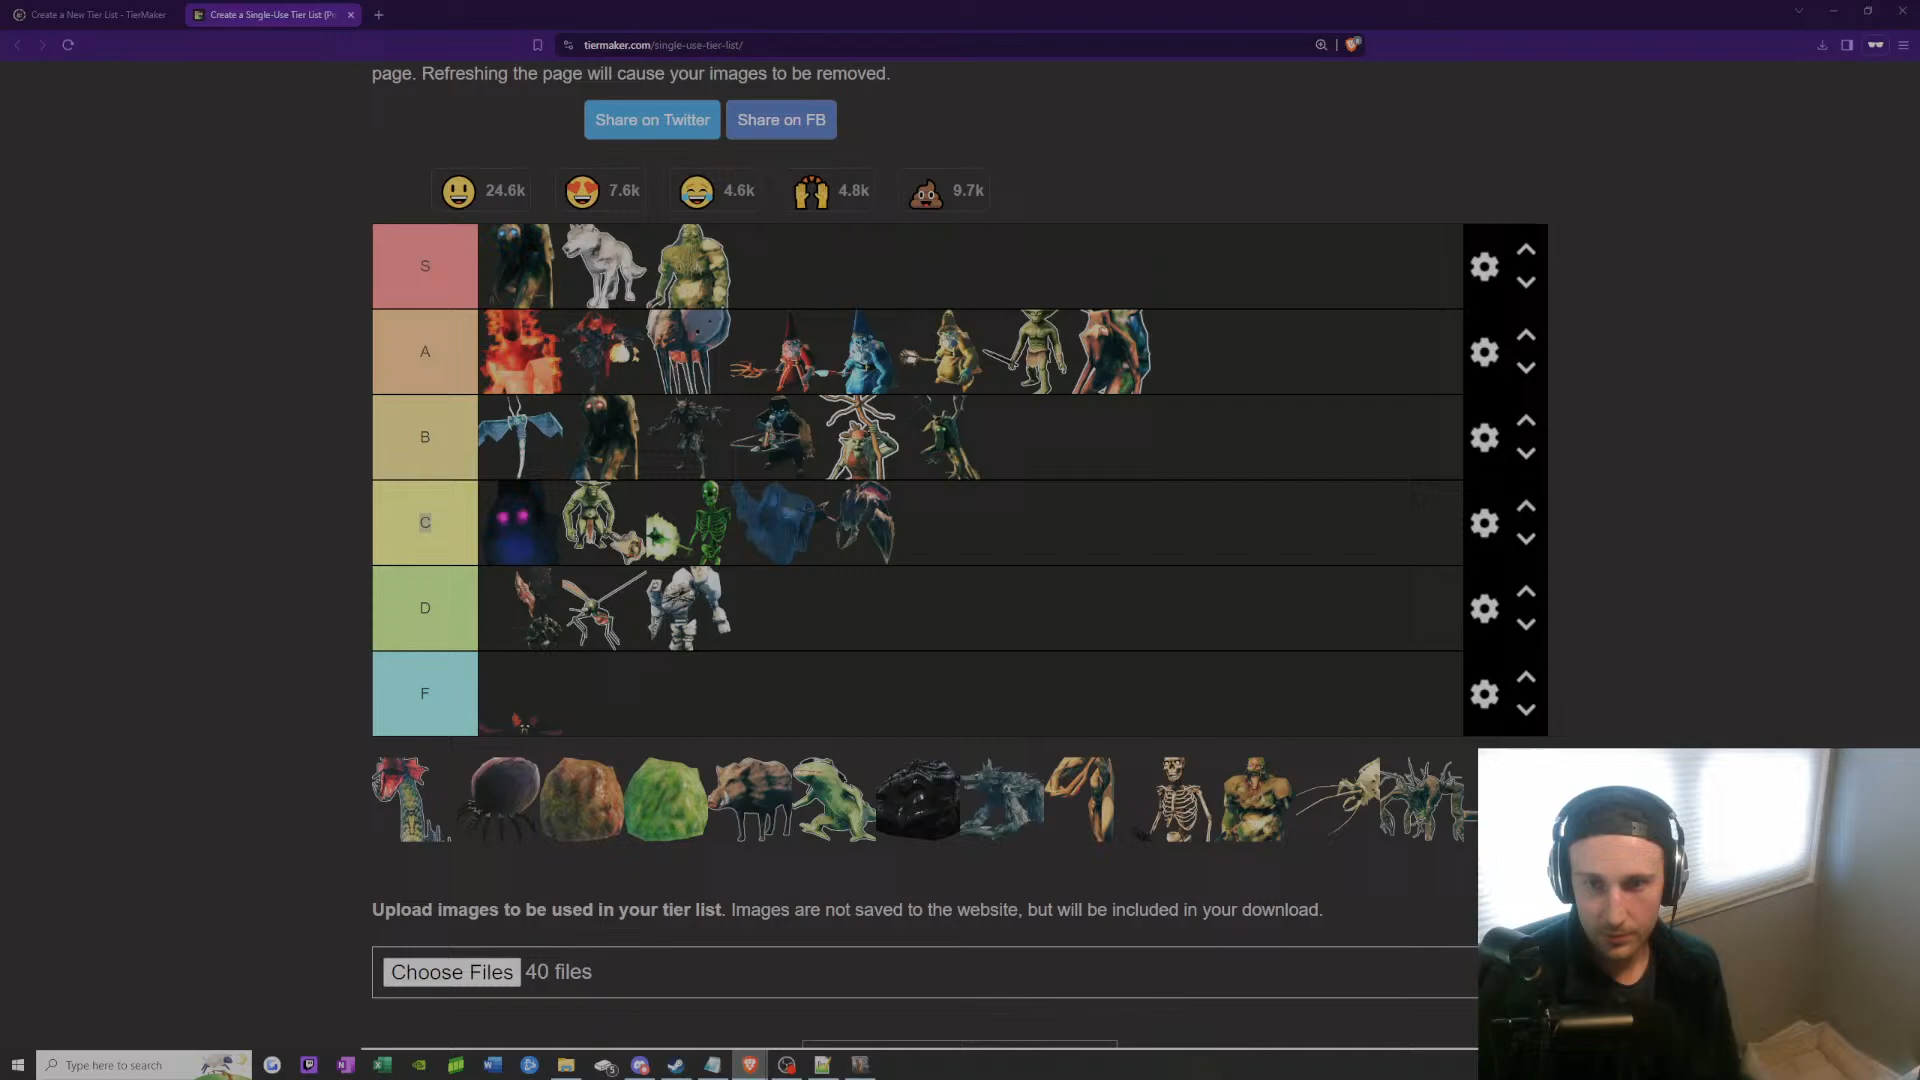 Create a New Tier List - TierMaker
Create a Single-Use Tier List (Pr
tiermaker.com/single-use-tier-list/
page. Refreshing the page will cause your images to be removed.
Share on Twitter
Share on FB
24.6k
7.6k
4.6k
4.8k
9.7k
S
A
B
C
D
F
Upload images to be used in your tier list. Images are not saved to the website, but will be included in your download.
Choose Files 40 files
Type here to search
5